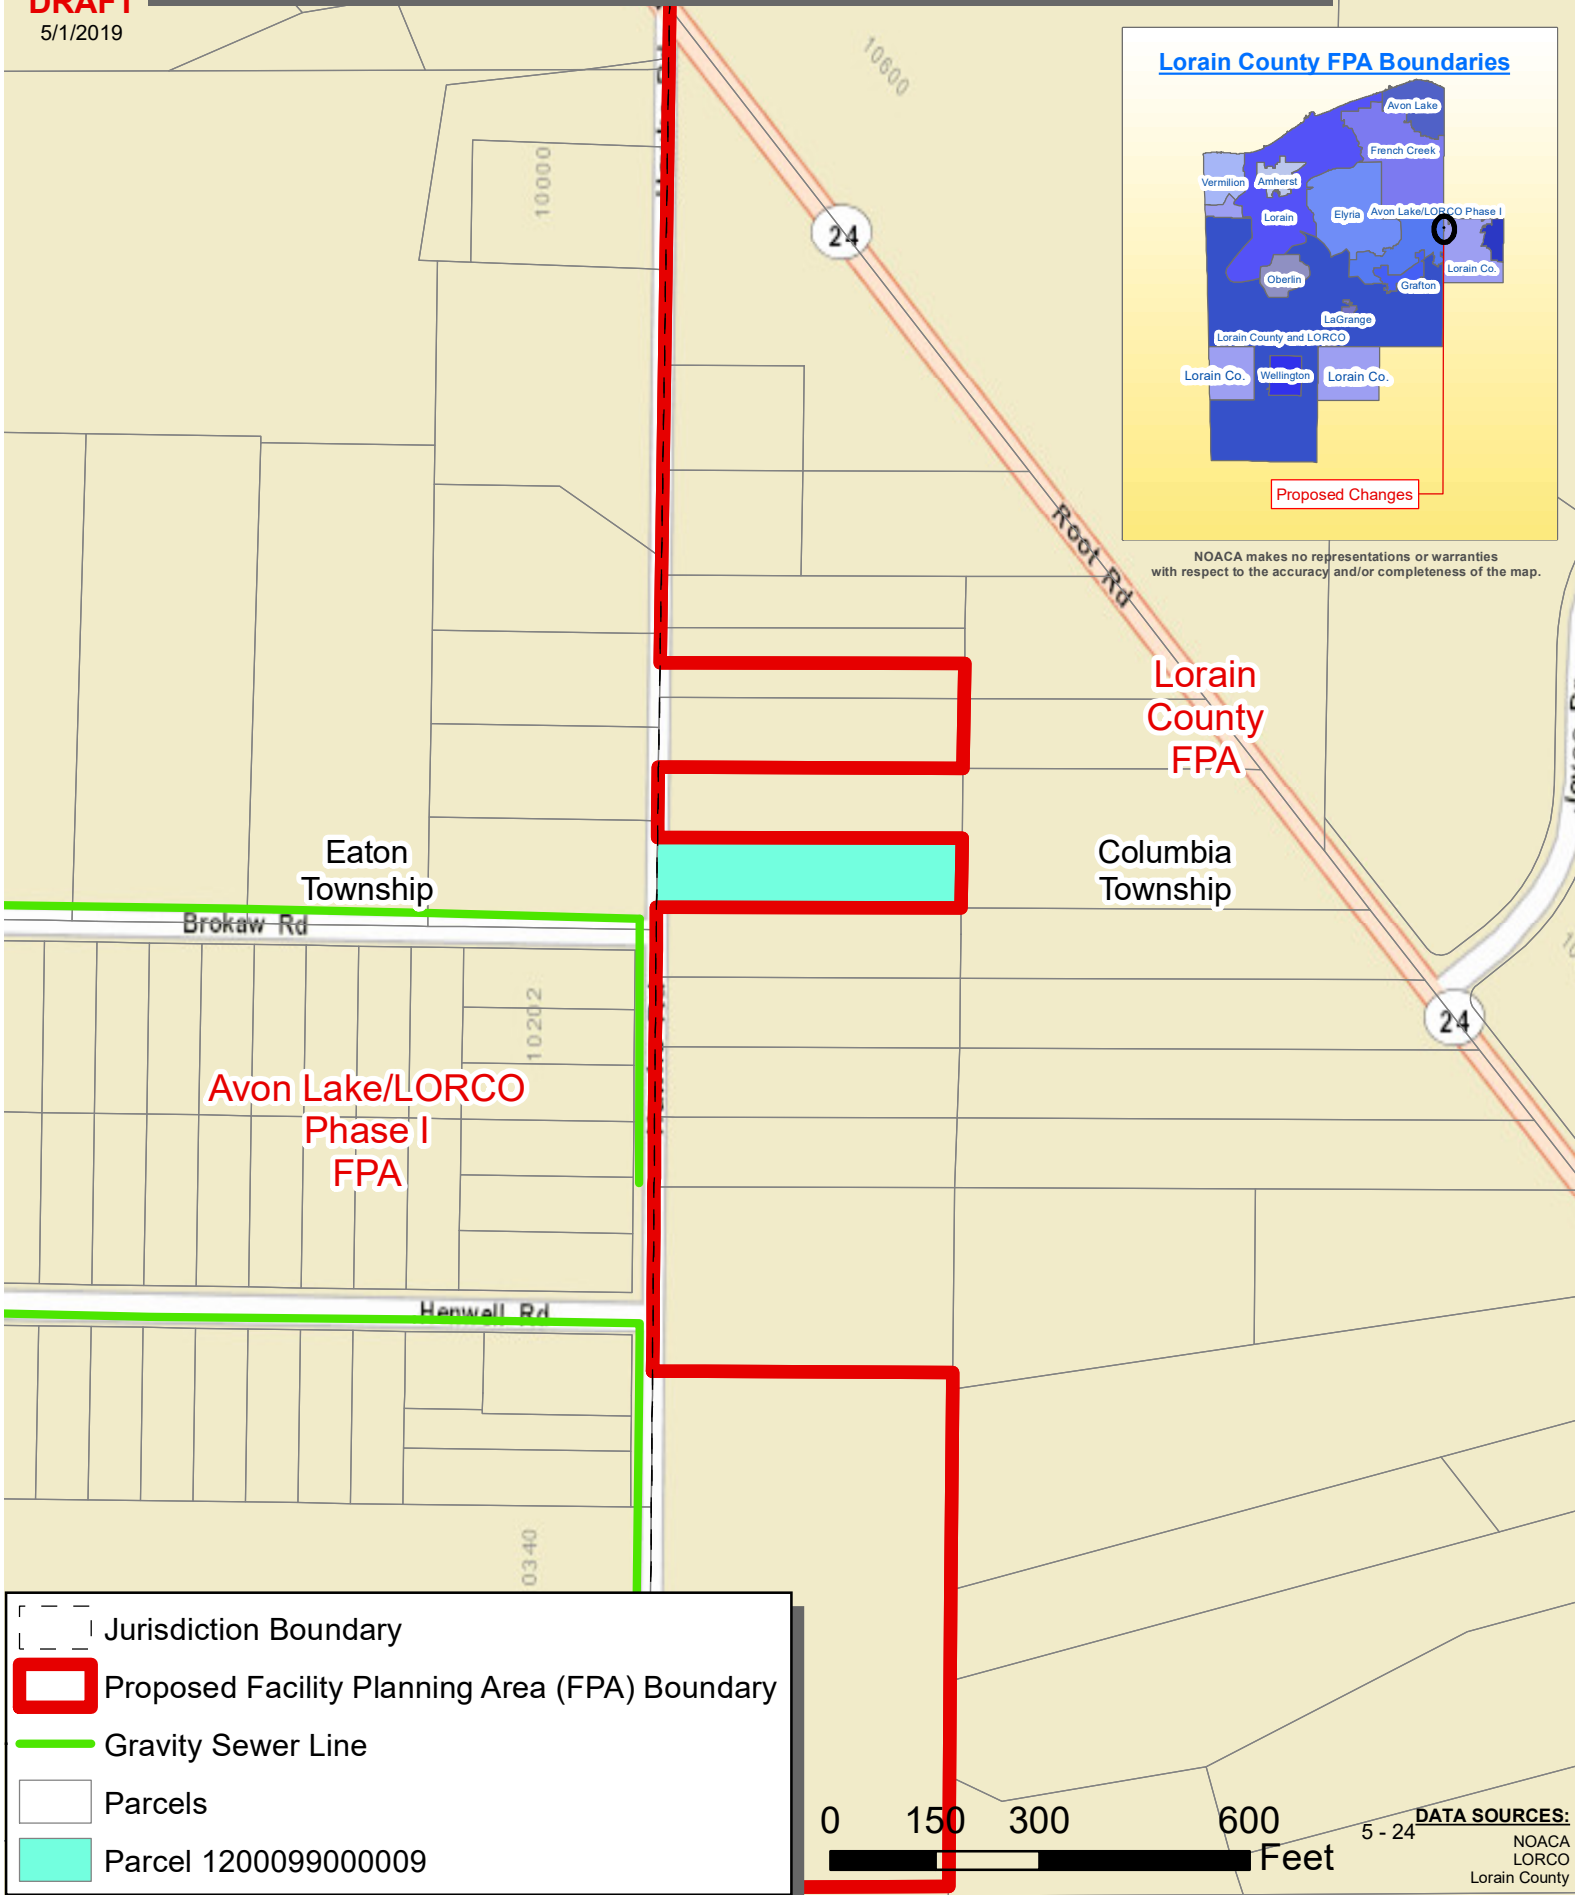 DRAFT
5/1/2019
10600
10000
24
Root Rd
Lorain County FPA Boundaries
Avon Lake
French Creek
Vermilion
Amherst
Lorain
Elyria
Avon Lake/LORCO Phase I
Oberlin
Lorain Co.
Grafton
LaGrange
Lorain County and LORCO
Lorain Co.
Wellington
Lorain Co.
Proposed Changes
NOACA makes no representations or warranties
with respect to the accuracy and/or completeness of the map.
Lorain
County
FPA
Eaton
Township
Columbia
Township
Brokaw Rd
10202
24
Avon Lake/LORCO
Phase I
FPA
Henwell Rd
0340
Jurisdiction Boundary
Proposed Facility Planning Area (FPA) Boundary
Gravity Sewer Line
Parcels
Parcel 1200099000009
0 150 300 600
Feet
5 - 24
DATA SOURCES:
NOACA
LORCO
Lorain County